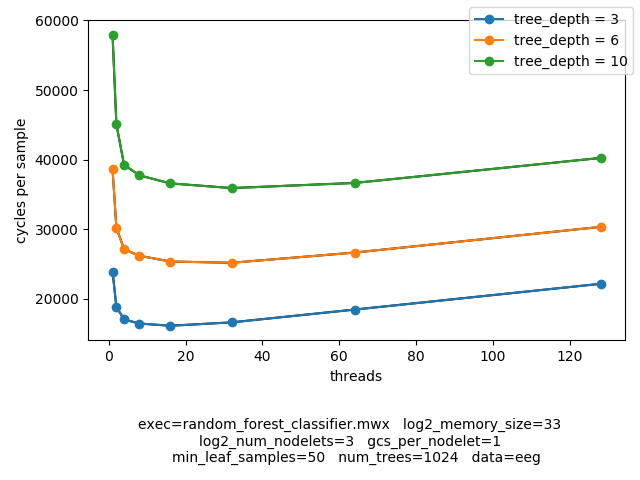 tree_depth = 3
tree_depth = 6
tree_depth = 10
60000
50000
40000
30000
20000
cycles per sample
0 20 40 60 80 100 120
threads
exec=random_forest_classifier.mwx log2_memory_size=33
log2_num_nodelets=3 gcs_per_nodelet=1
min_leaf_samples=50 num_trees=1024 data=eeg